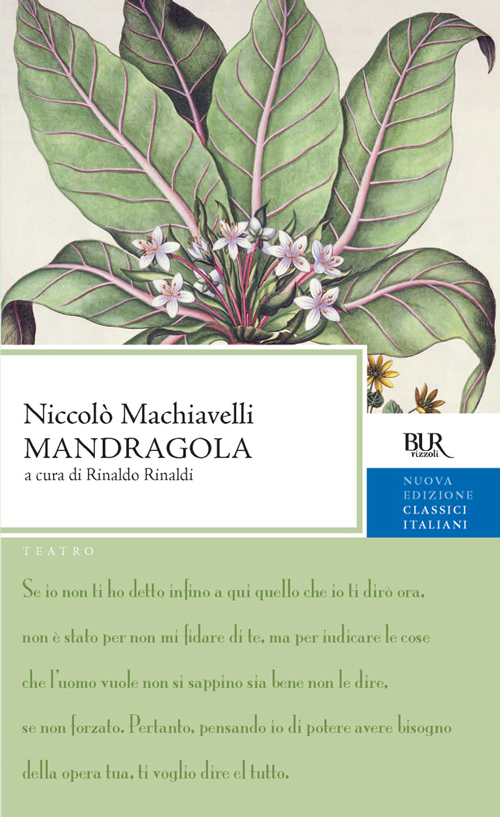 Niccolò Machiavelli
MANDRAGOLA
a cura di Rinaldo Rinaldi
BUR
rizzoli
NUOVA
EDIZIONE
CLASSICI
ITALIANI
TEATRO
Se io non ti ho detto infino a qui quello che io ti dirò ora,
non è stato per non mi fidare di te, ma per iudicare le cose
che l'uomo vuole non si sappino sia bene non le dire,
se non forzato. Pertanto, pensando io di potere avere bisogno
della opera tua, ti voglio dire el tutto.